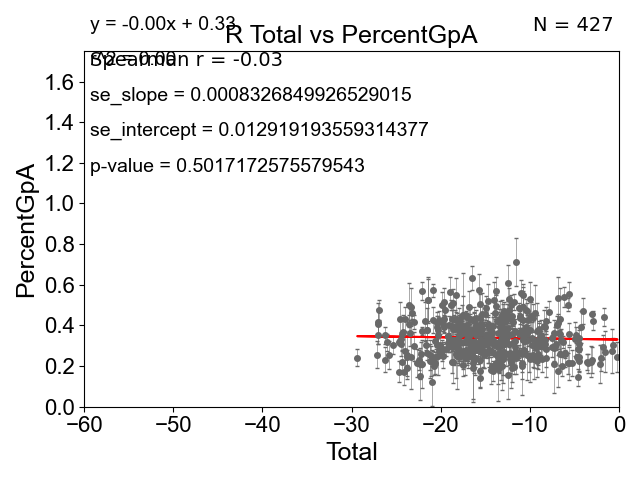 y = -0.00x + 0.33
R Total vs PercentGpA
N = 427
Spearman r = -0.03
se_slope = 0.0008326849926529015
se_intercept = 0.012919193559314377
p-value = 0.5017172575579543
PercentGpA
1.6
1.4
1.2
1.0
0.8
0.6
0.4
0.2
0.0
−60
−50
−40
−30
−20
−10
0
Total